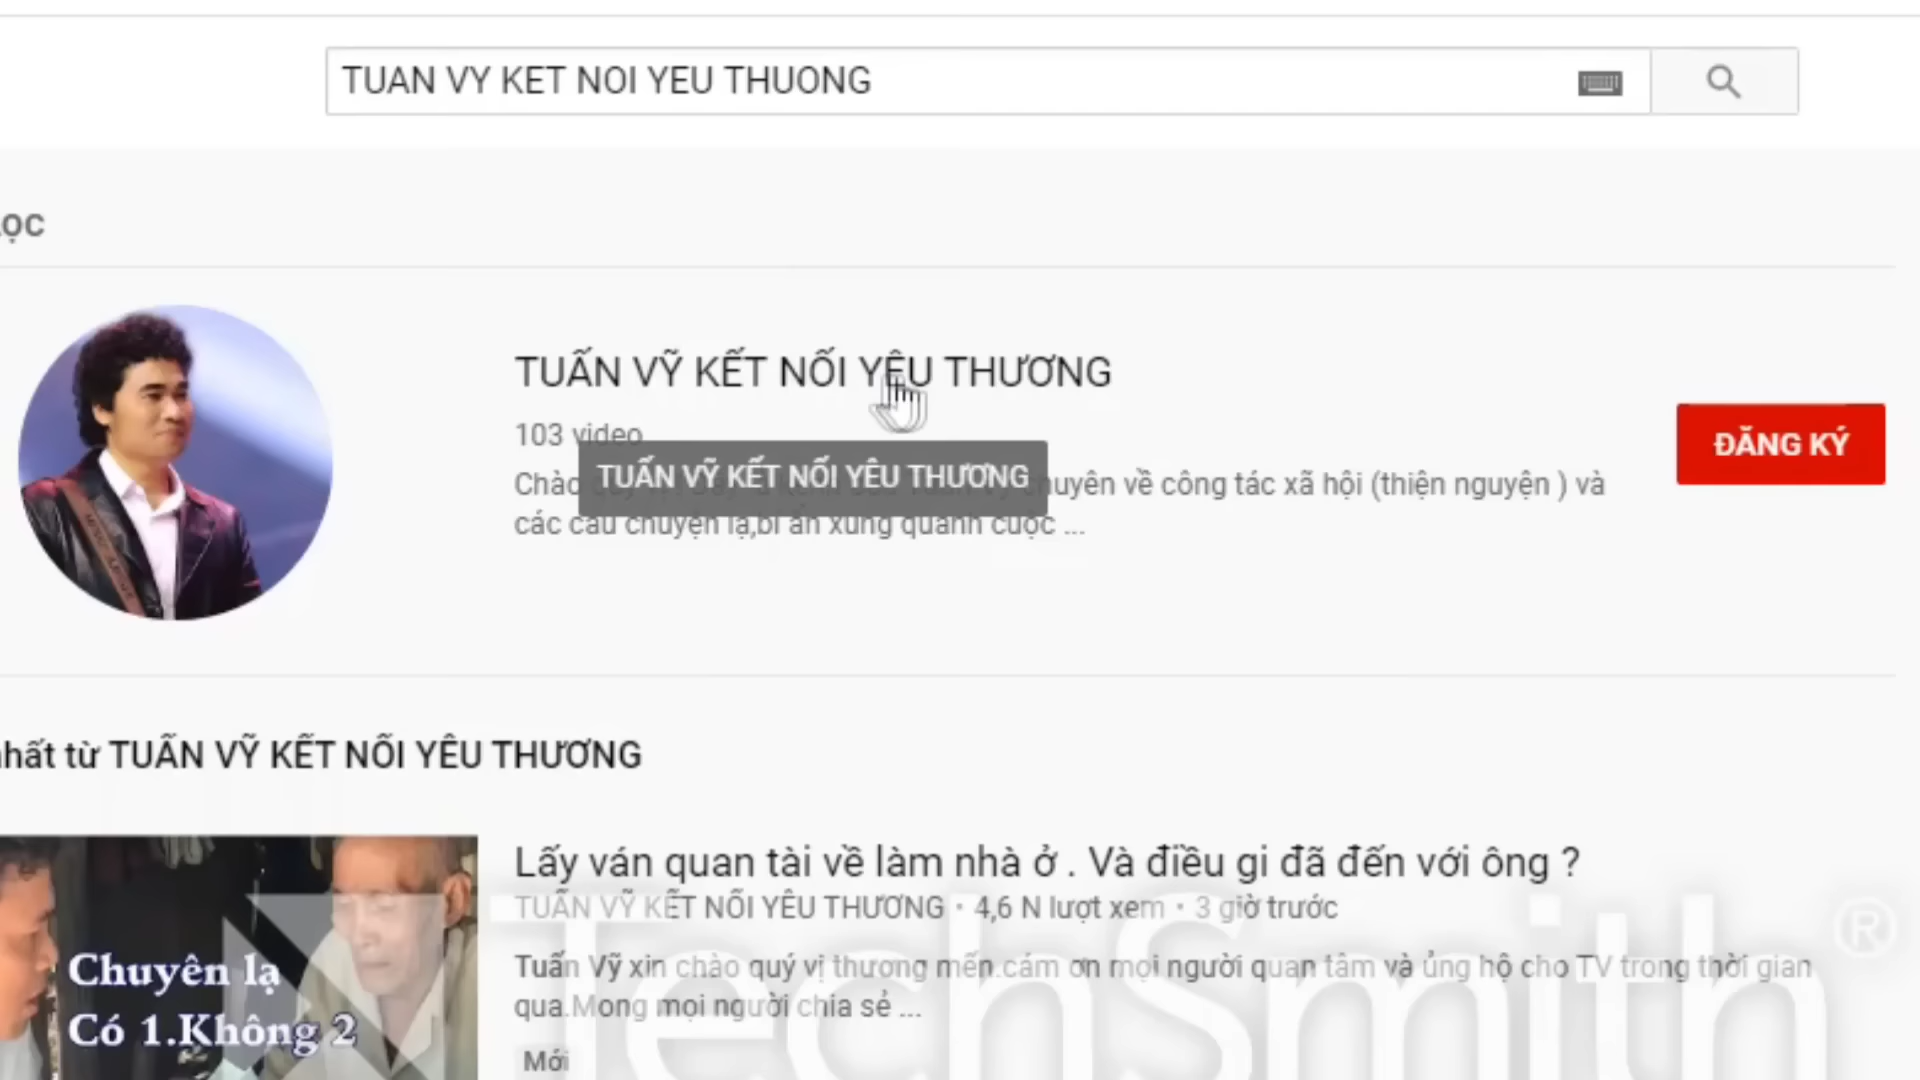 TUAN VY KET NOI YEU THUONG
ỌC
TUẤN VỸ KẾT NỐI YÊU THƯƠNG
103 video
TUẤN VỸ KẾT NỐI YÊU THƯƠNG
Chào chuyên về công tác xã hội (thiện nguyện ) và
các câu chuyện lạ,bí ẩn xung quanh cuộc ...
ĐĂNG KÝ
nhất từ TUẤN VỸ KẾT NỐI YÊU THƯƠNG
Chuyện lạ
Có 1.Không 2
Lấy ván quan tài về làm nhà ở . Và điều gi đã đến với ông ?
TUẤN VỸ KẾT NỐI YÊU THƯƠNG • 4,6 N lượt xem • 3 giờ trước
Tuấn Vỹ xin chào quý vị thương mến.cám ơn mọi người quan tâm và ủng hộ cho TV trong thời gian
qua.Mong mọi người chia sẻ ...
Mới
TechSmith®